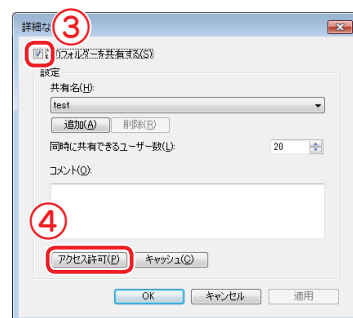 詳細な
③
フォルダーを共有する(S)
設定
共有名(H):
test
追加(A) 削除(R)
同時に共有できるユーザー数(L): 20
コメント(O):
④
アクセス許可(P) キャッシュ(C)
OK キャンセル 適用